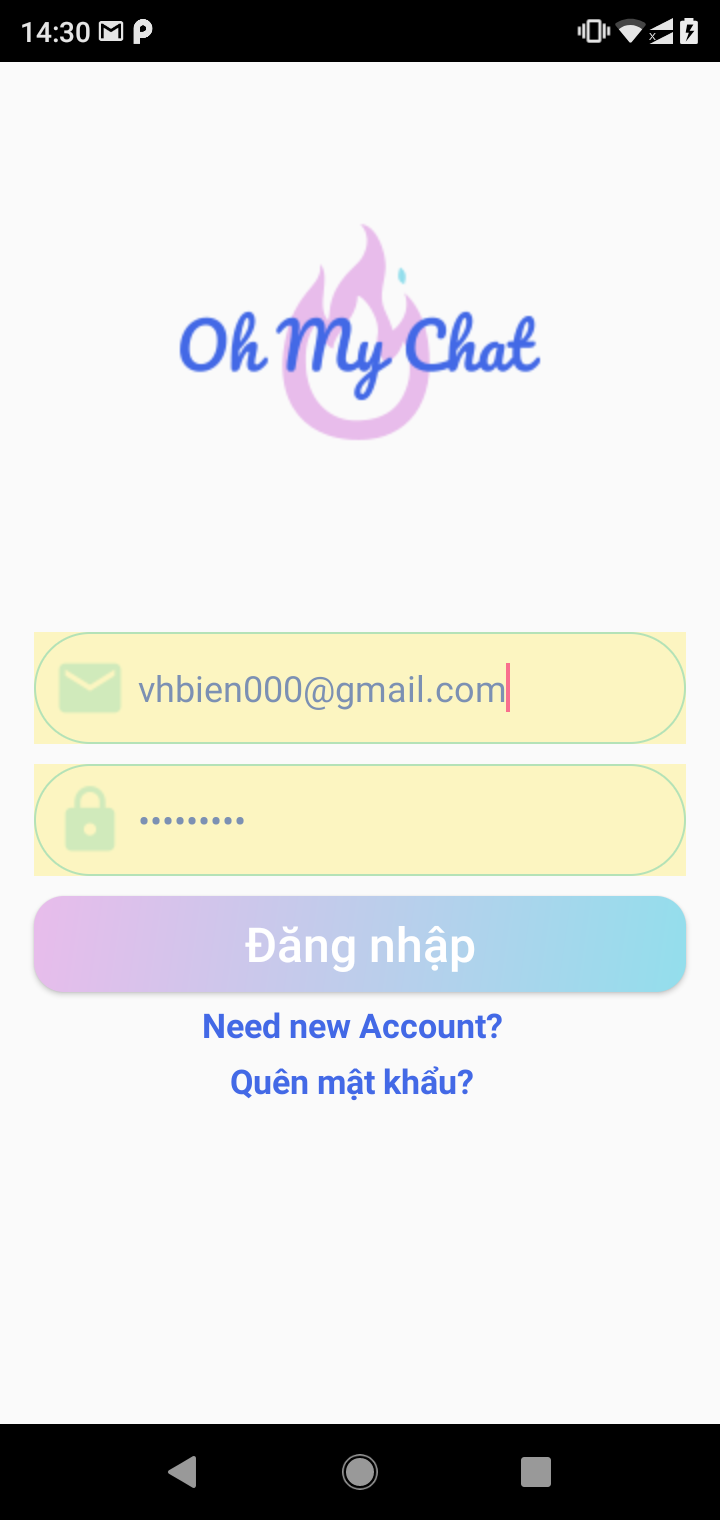 14:30
Oh My Chat
vhbien000@gmail.com
•••••••••
Đăng nhập
Need new Account?
Quên mật khẩu?